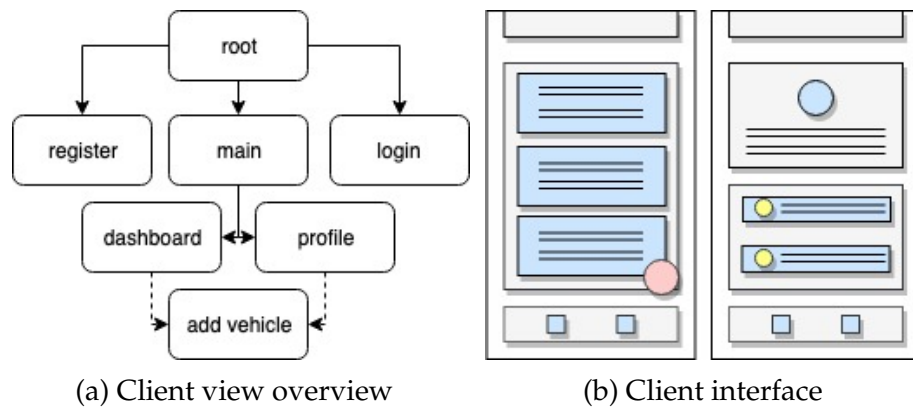 root
register
main
login
dashboard
profile
add vehicle
(a) Client view overview
(b) Client interface